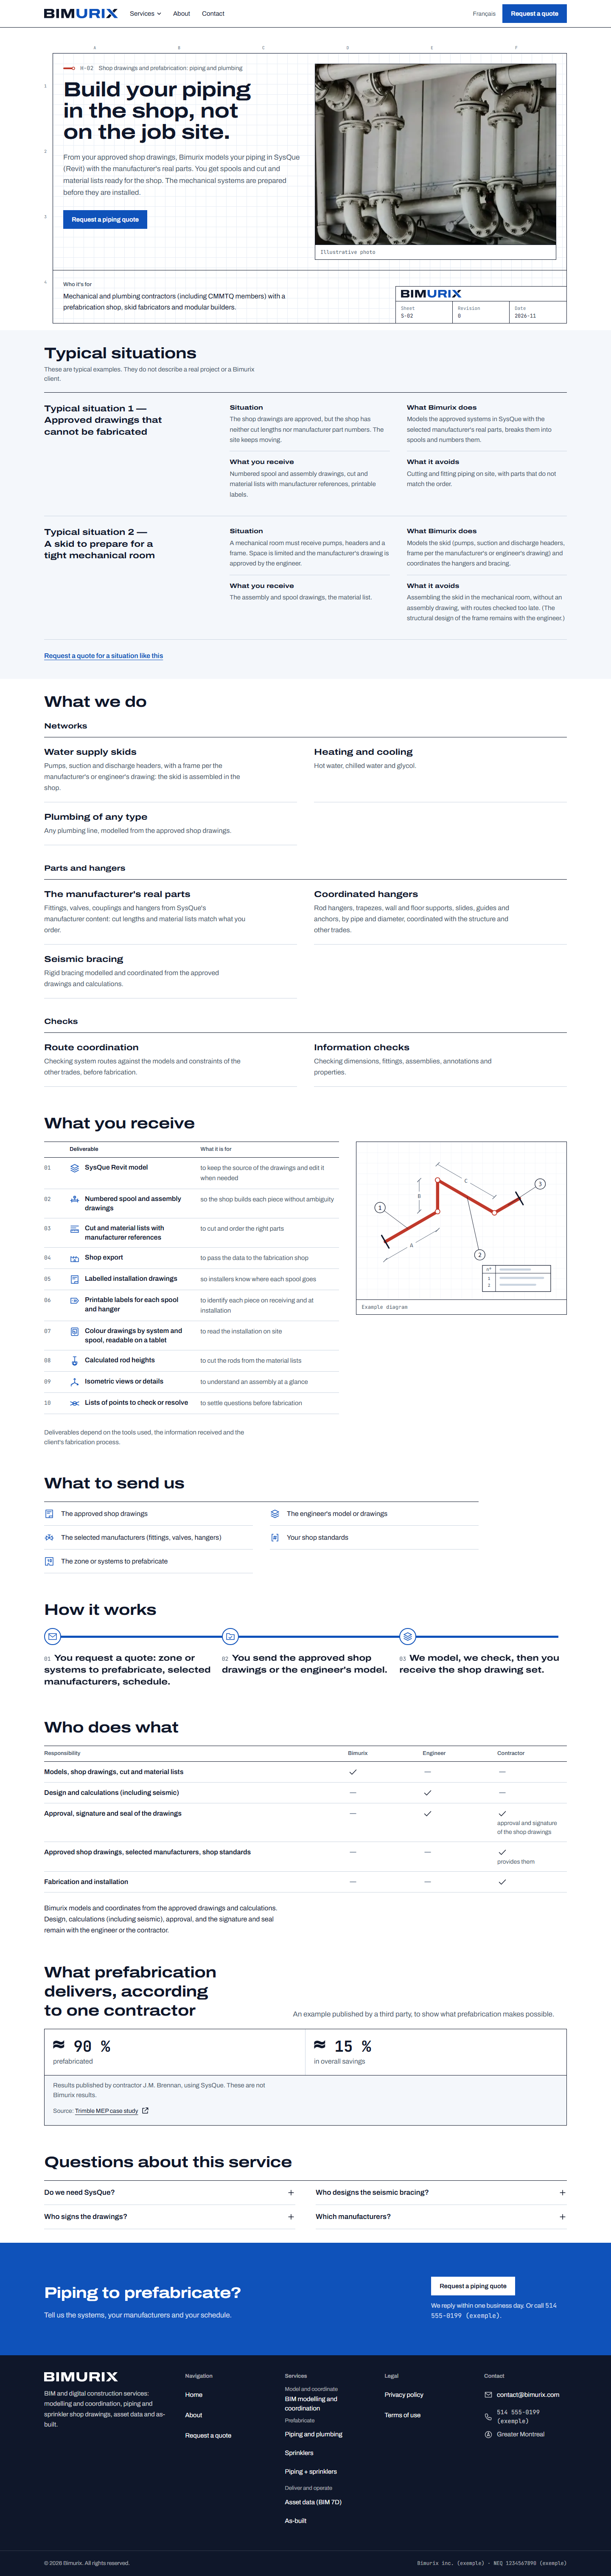 BIMURIX Services About Contact Français Request a quote
A B C D E F
H-02 Shop drawings and prefabrication: piping and plumbing
1
Build your piping
in the shop, not
on the job site.
2
From your approved shop drawings, Bimurix models your piping in SysQue
(Revit) with the manufacturer's real parts. You get spools and cut and
material lists ready for the shop. The mechanical systems are prepared
before they are installed.
3
Request a piping quote
Illustrative photo
4
Who it's for
Mechanical and plumbing contractors (including CMMTQ members) with a
prefabrication shop, skid fabricators and modular builders.
BIMURIX
Sheet Revision Date
S-02 0 2026-11
Typical situations
These are typical examples. They do not describe a real project or a Bimurix
client.
Typical situation 1 —
Approved drawings that
cannot be fabricated
Situation
The shop drawings are approved, but the shop has
neither cut lengths nor manufacturer part numbers. The
site keeps moving.
What Bimurix does
Models the approved systems in SysQue with the
selected manufacturer's real parts, breaks them into
spools and numbers them.
What you receive
Numbered spool and assembly drawings, cut and
material lists with manufacturer references, printable
labels.
What it avoids
Cutting and fitting piping on site, with parts that do not
match the order.
Typical situation 2 —
A skid to prepare for a
tight mechanical room
Situation
A mechanical room must receive pumps, headers and a
frame. Space is limited and the manufacturer's drawing is
approved by the engineer.
What Bimurix does
Models the skid (pumps, suction and discharge headers,
frame per the manufacturer's or engineer's drawing) and
coordinates the hangers and bracing.
What you receive
The assembly and spool drawings, the material list.
What it avoids
Assembling the skid in the mechanical room, without an
assembly drawing, with routes checked too late. (The
structural design of the frame remains with the engineer.)
Request a quote for a situation like this
What we do
Networks
Water supply skids
Pumps, suction and discharge headers, with a frame per the
manufacturer's or engineer's drawing: the skid is assembled in the
shop.
Heating and cooling
Hot water, chilled water and glycol.
Plumbing of any type
Any plumbing line, modelled from the approved shop drawings.
Parts and hangers
The manufacturer's real parts
Fittings, valves, couplings and hangers from SysQue's
manufacturer content: cut lengths and material lists match what you
order.
Coordinated hangers
Rod hangers, trapezes, wall and floor supports, slides, guides and
anchors, by pipe and diameter, coordinated with the structure and
other trades.
Seismic bracing
Rigid bracing modelled and coordinated from the approved
drawings and calculations.
Checks
Route coordination
Checking system routes against the models and constraints of the
other trades, before fabrication.
Information checks
Checking dimensions, fittings, assemblies, annotations and
properties.
What you receive
Deliverable What it is for
01 SysQue Revit model to keep the source of the drawings and edit it
when needed
02 Numbered spool and assembly so the shop builds each piece without ambiguity
drawings
03 Cut and material lists with to cut and order the right parts
manufacturer references
04 Shop export to pass the data to the fabrication shop
05 Labelled installation drawings so installers know where each spool goes
06 Printable labels for each spool to identify each piece on receiving and at
and hanger installation
07 Colour drawings by system and to read the installation on site
spool, readable on a tablet
08 Calculated rod heights to cut the rods from the material lists
09 Isometric views or details to understand an assembly at a glance
10 Lists of points to check or resolve to settle questions before fabrication
1 2 3
A B C
N°
1
2
Example diagram
Deliverables depend on the tools used, the information received and the
client's fabrication process.
What to send us
The approved shop drawings
The engineer's model or drawings
The selected manufacturers (fittings, valves, hangers)
Your shop standards
The zone or systems to prefabricate
How it works
01 You request a quote: zone or
systems to prefabricate, selected
manufacturers, schedule.
02 You send the approved shop
drawings or the engineer's model.
03 We model, we check, then you
receive the shop drawing set.
Who does what
Responsibility Bimurix Engineer Contractor
Models, shop drawings, cut and material lists ✓ — —
Design and calculations (including seismic) — ✓ —
Approval, signature and seal of the drawings — ✓ ✓
approval and signature
of the shop drawings
Approved shop drawings, selected manufacturers, shop standards — — ✓
provides them
Fabrication and installation — — ✓
Bimurix models and coordinates from the approved drawings and calculations.
Design, calculations (including seismic), approval, and the signature and seal
remain with the engineer or the contractor.
What prefabrication
delivers, according
to one contractor
An example published by a third party, to show what prefabrication makes possible.
≈ 90 %
prefabricated
≈ 15 %
in overall savings
Results published by contractor J.M. Brennan, using SysQue. These are not
Bimurix results.
Source: Trimble MEP case study
Questions about this service
Do we need SysQue? +
Who designs the seismic bracing? +
Who signs the drawings? +
Which manufacturers? +
Piping to prefabricate?
Tell us the systems, your manufacturers and your schedule.
Request a piping quote
We reply within one business day. Or call 514
555-0199 (exemple).
BIMURIX
BIM and digital construction services:
modelling and coordination, piping and
sprinkler shop drawings, asset data and as-
built.
Navigation
Home
About
Request a quote
Services
Model and coordinate
BIM modelling and
coordination
Prefabricate
Piping and plumbing
Sprinklers
Piping + sprinklers
Deliver and operate
Asset data (BIM 7D)
As-built
Legal
Privacy policy
Terms of use
Contact
contact@bimurix.com
514 555-0199
(exemple)
Greater Montreal
© 2026 Bimurix. All rights reserved.
Bimurix inc. (exemple) · NEQ 1234567890 (exemple)